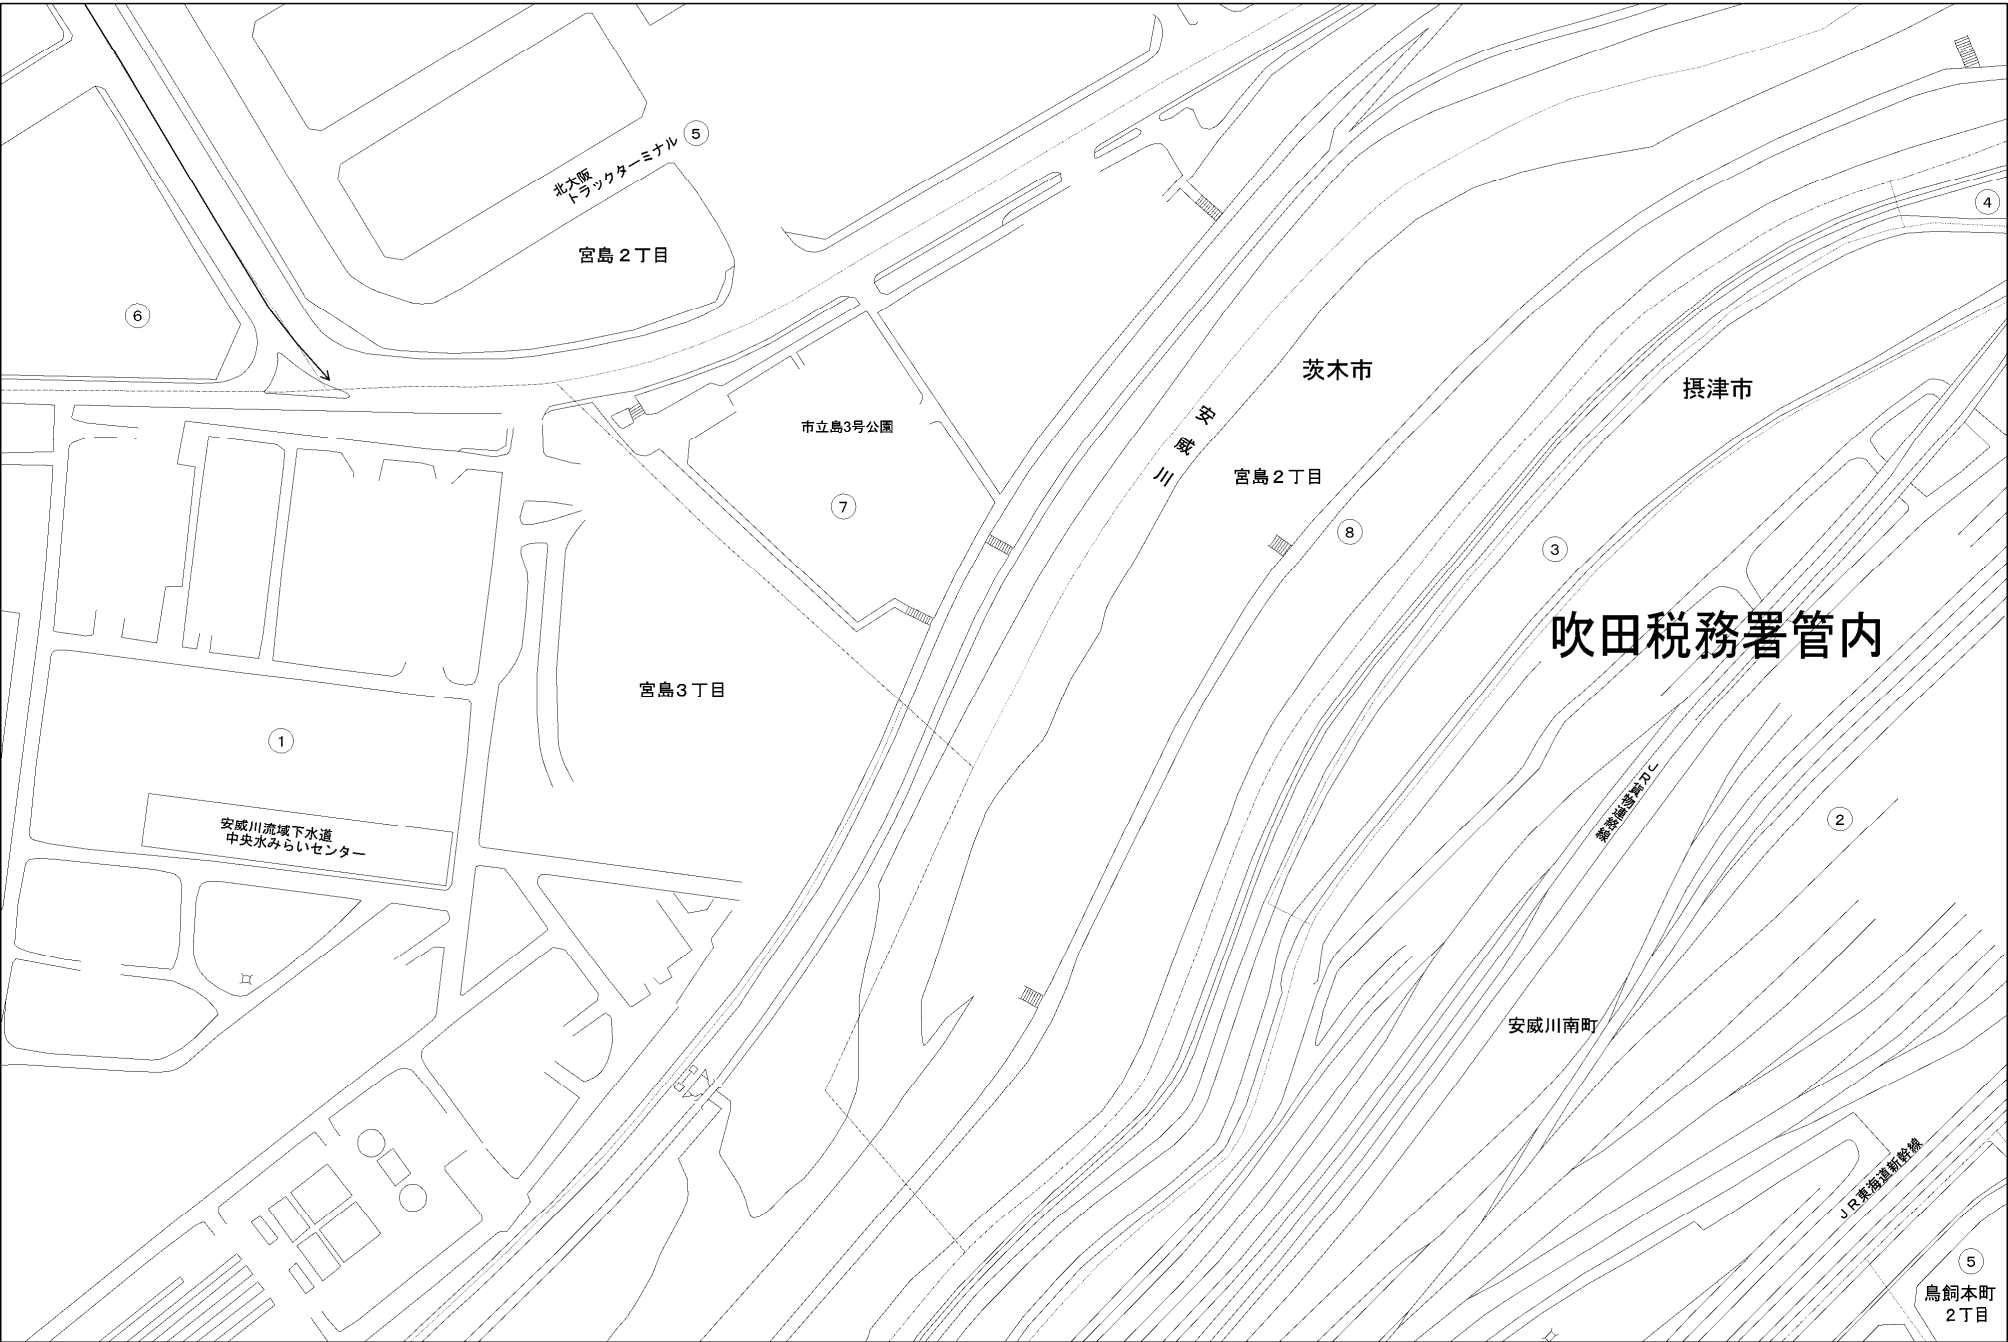 ⑤
北大阪
トラックターミナル
宮島２丁目
④
⑥
茨木市
摂津市
安威川
市立島3号公園
宮島２丁目
⑦
⑧
③
吹田税務署管内
宮島３丁目
①
JR貨物連絡線
②
安威川流域下水道
中央水みらいセンター
安威川南町
ＪＲ東海道新幹線
⑤
鳥飼本町
２丁目